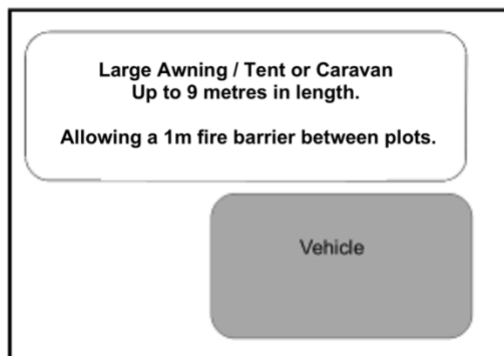 Large Awning / Tent or Caravan
Up to 9 metres in length.
Allowing a 1m fire barrier between plots.
Vehicle